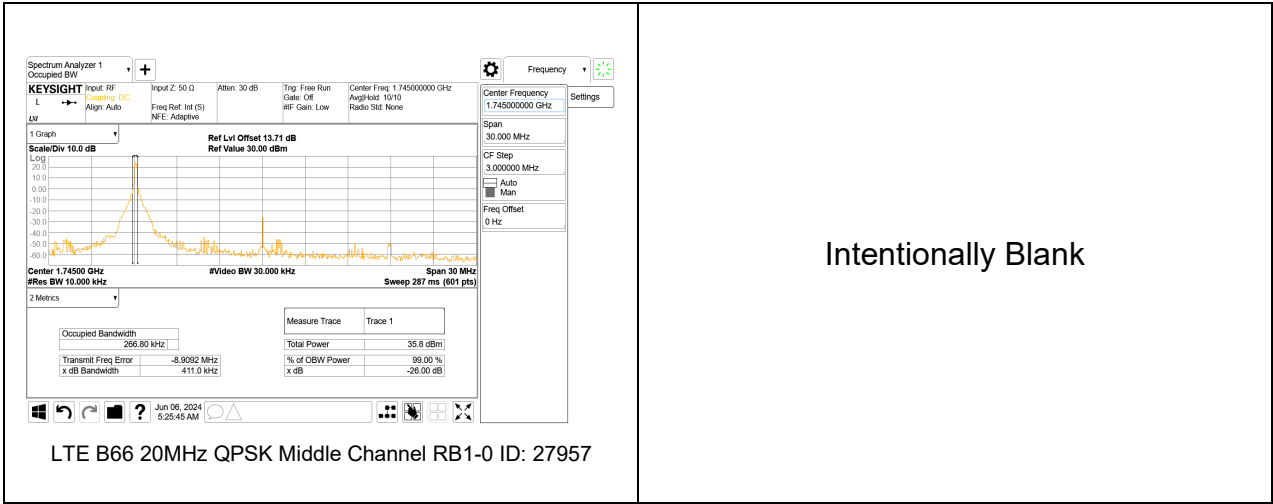 Spectrum Analyzer 1
Occupied BW
Frequency
KEYSIGHT
L
LXI
Input: RF
Coupling: DC
Align: Auto
Input Z: 50 Ω
Freq Ref: Int (S)
NFE: Adaptive
Atten: 30 dB
Trig: Free Run
Gate: Off
#IF Gain: Low
Center Freq: 1.745000000 GHz
Avg|Hold: 10/10
Radio Std: None
Center Frequency
1.745000000 GHz
Settings
Span
30.000 MHz
CF Step
3.000000 MHz
Auto
Man
Freq Offset
0 Hz
1 Graph
Scale/Div 10.0 dB
Ref Lvl Offset 13.71 dB
Ref Value 30.00 dBm
Log
20.0
10.0
0.00
-10.0
-20.0
-30.0
-40.0
-50.0
-60.0
Center 1.74500 GHz
#Video BW 30.000 kHz
Span 30 MHz
#Res BW 10.000 kHz
Sweep 287 ms (601 pts)
2 Metrics
Measure Trace Trace 1
Occupied Bandwidth
266.80 kHz
Total Power 35.8 dBm
Transmit Freq Error -8.9092 MHz
% of OBW Power 99.00 %
x dB Bandwidth 411.0 kHz
x dB -26.00 dB
?
Jun 06, 2024
5:25:45 AM
LTE B66 20MHz QPSK Middle Channel RB1-0 ID: 27957
Intentionally Blank